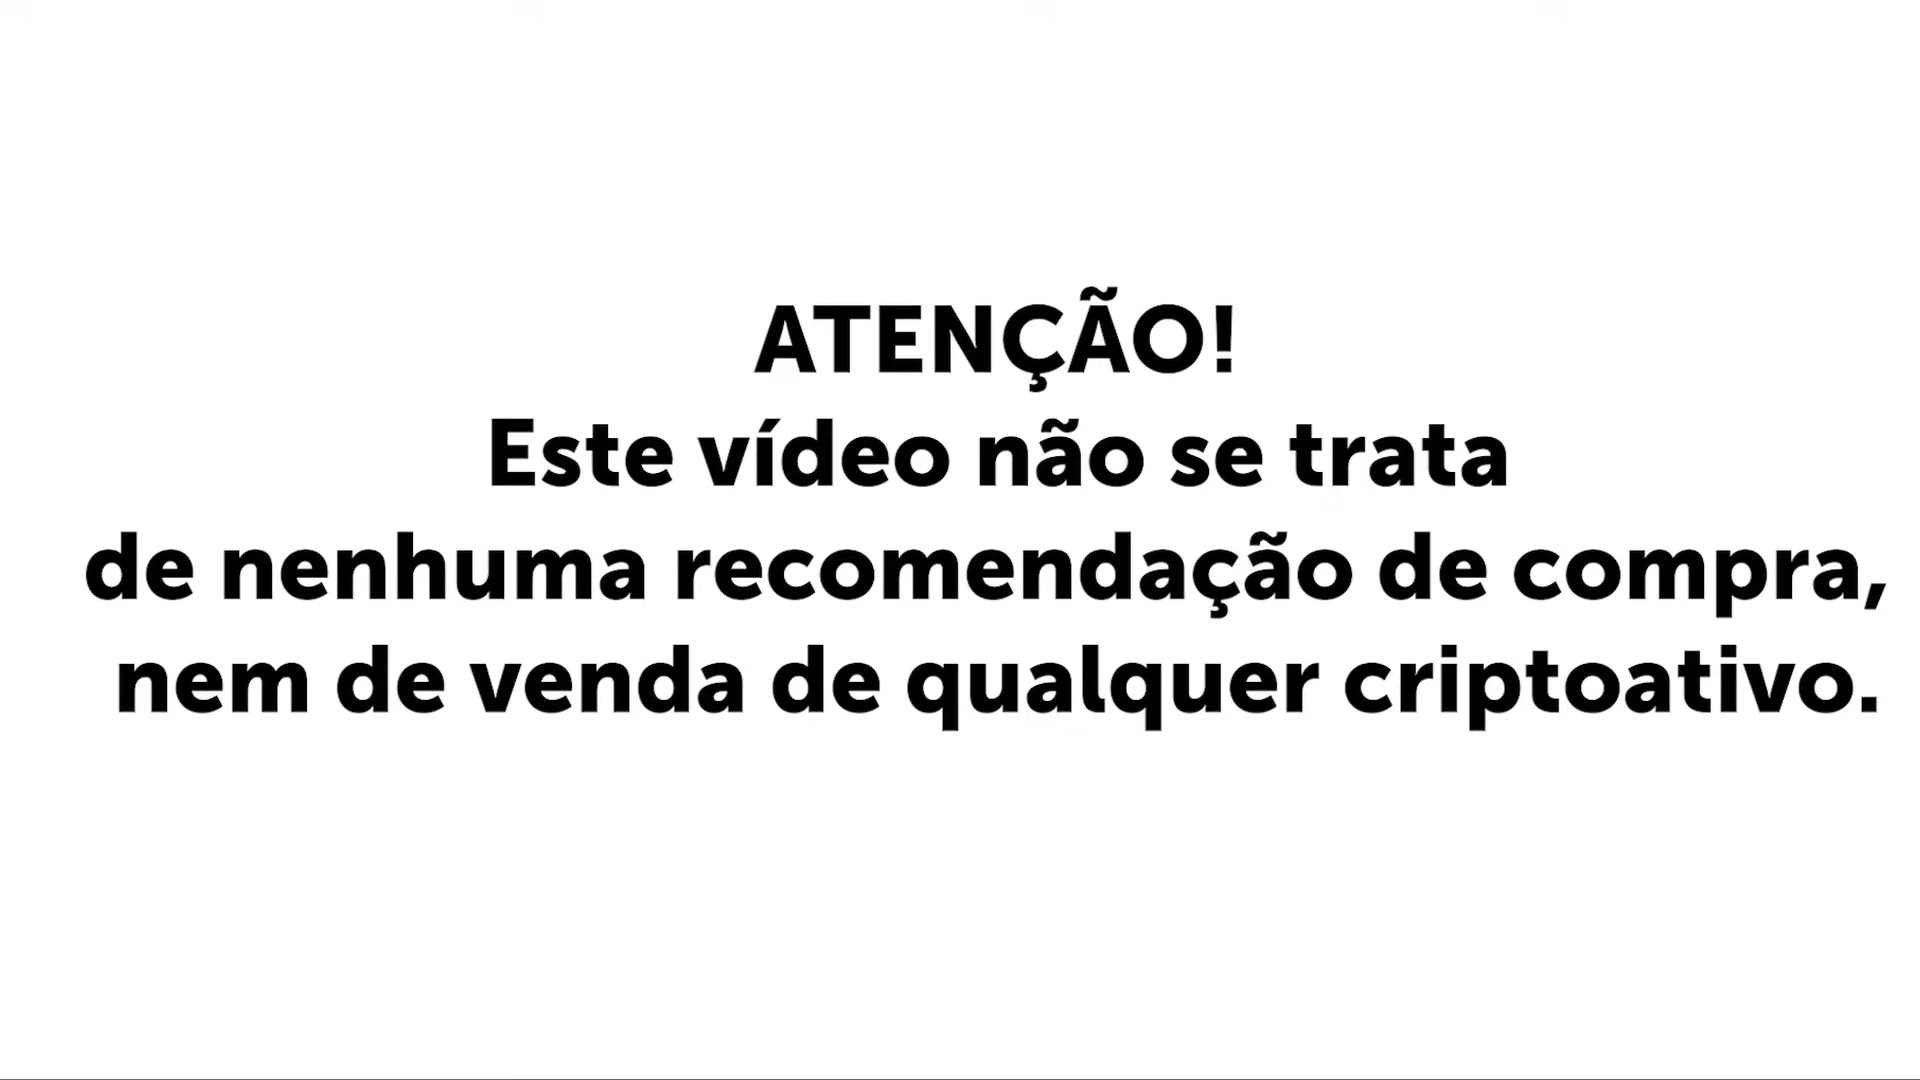 ATENÇÃO!
Este vídeo não se trata
de nenhuma recomendação de compra,
nem de venda de qualquer criptoativo.